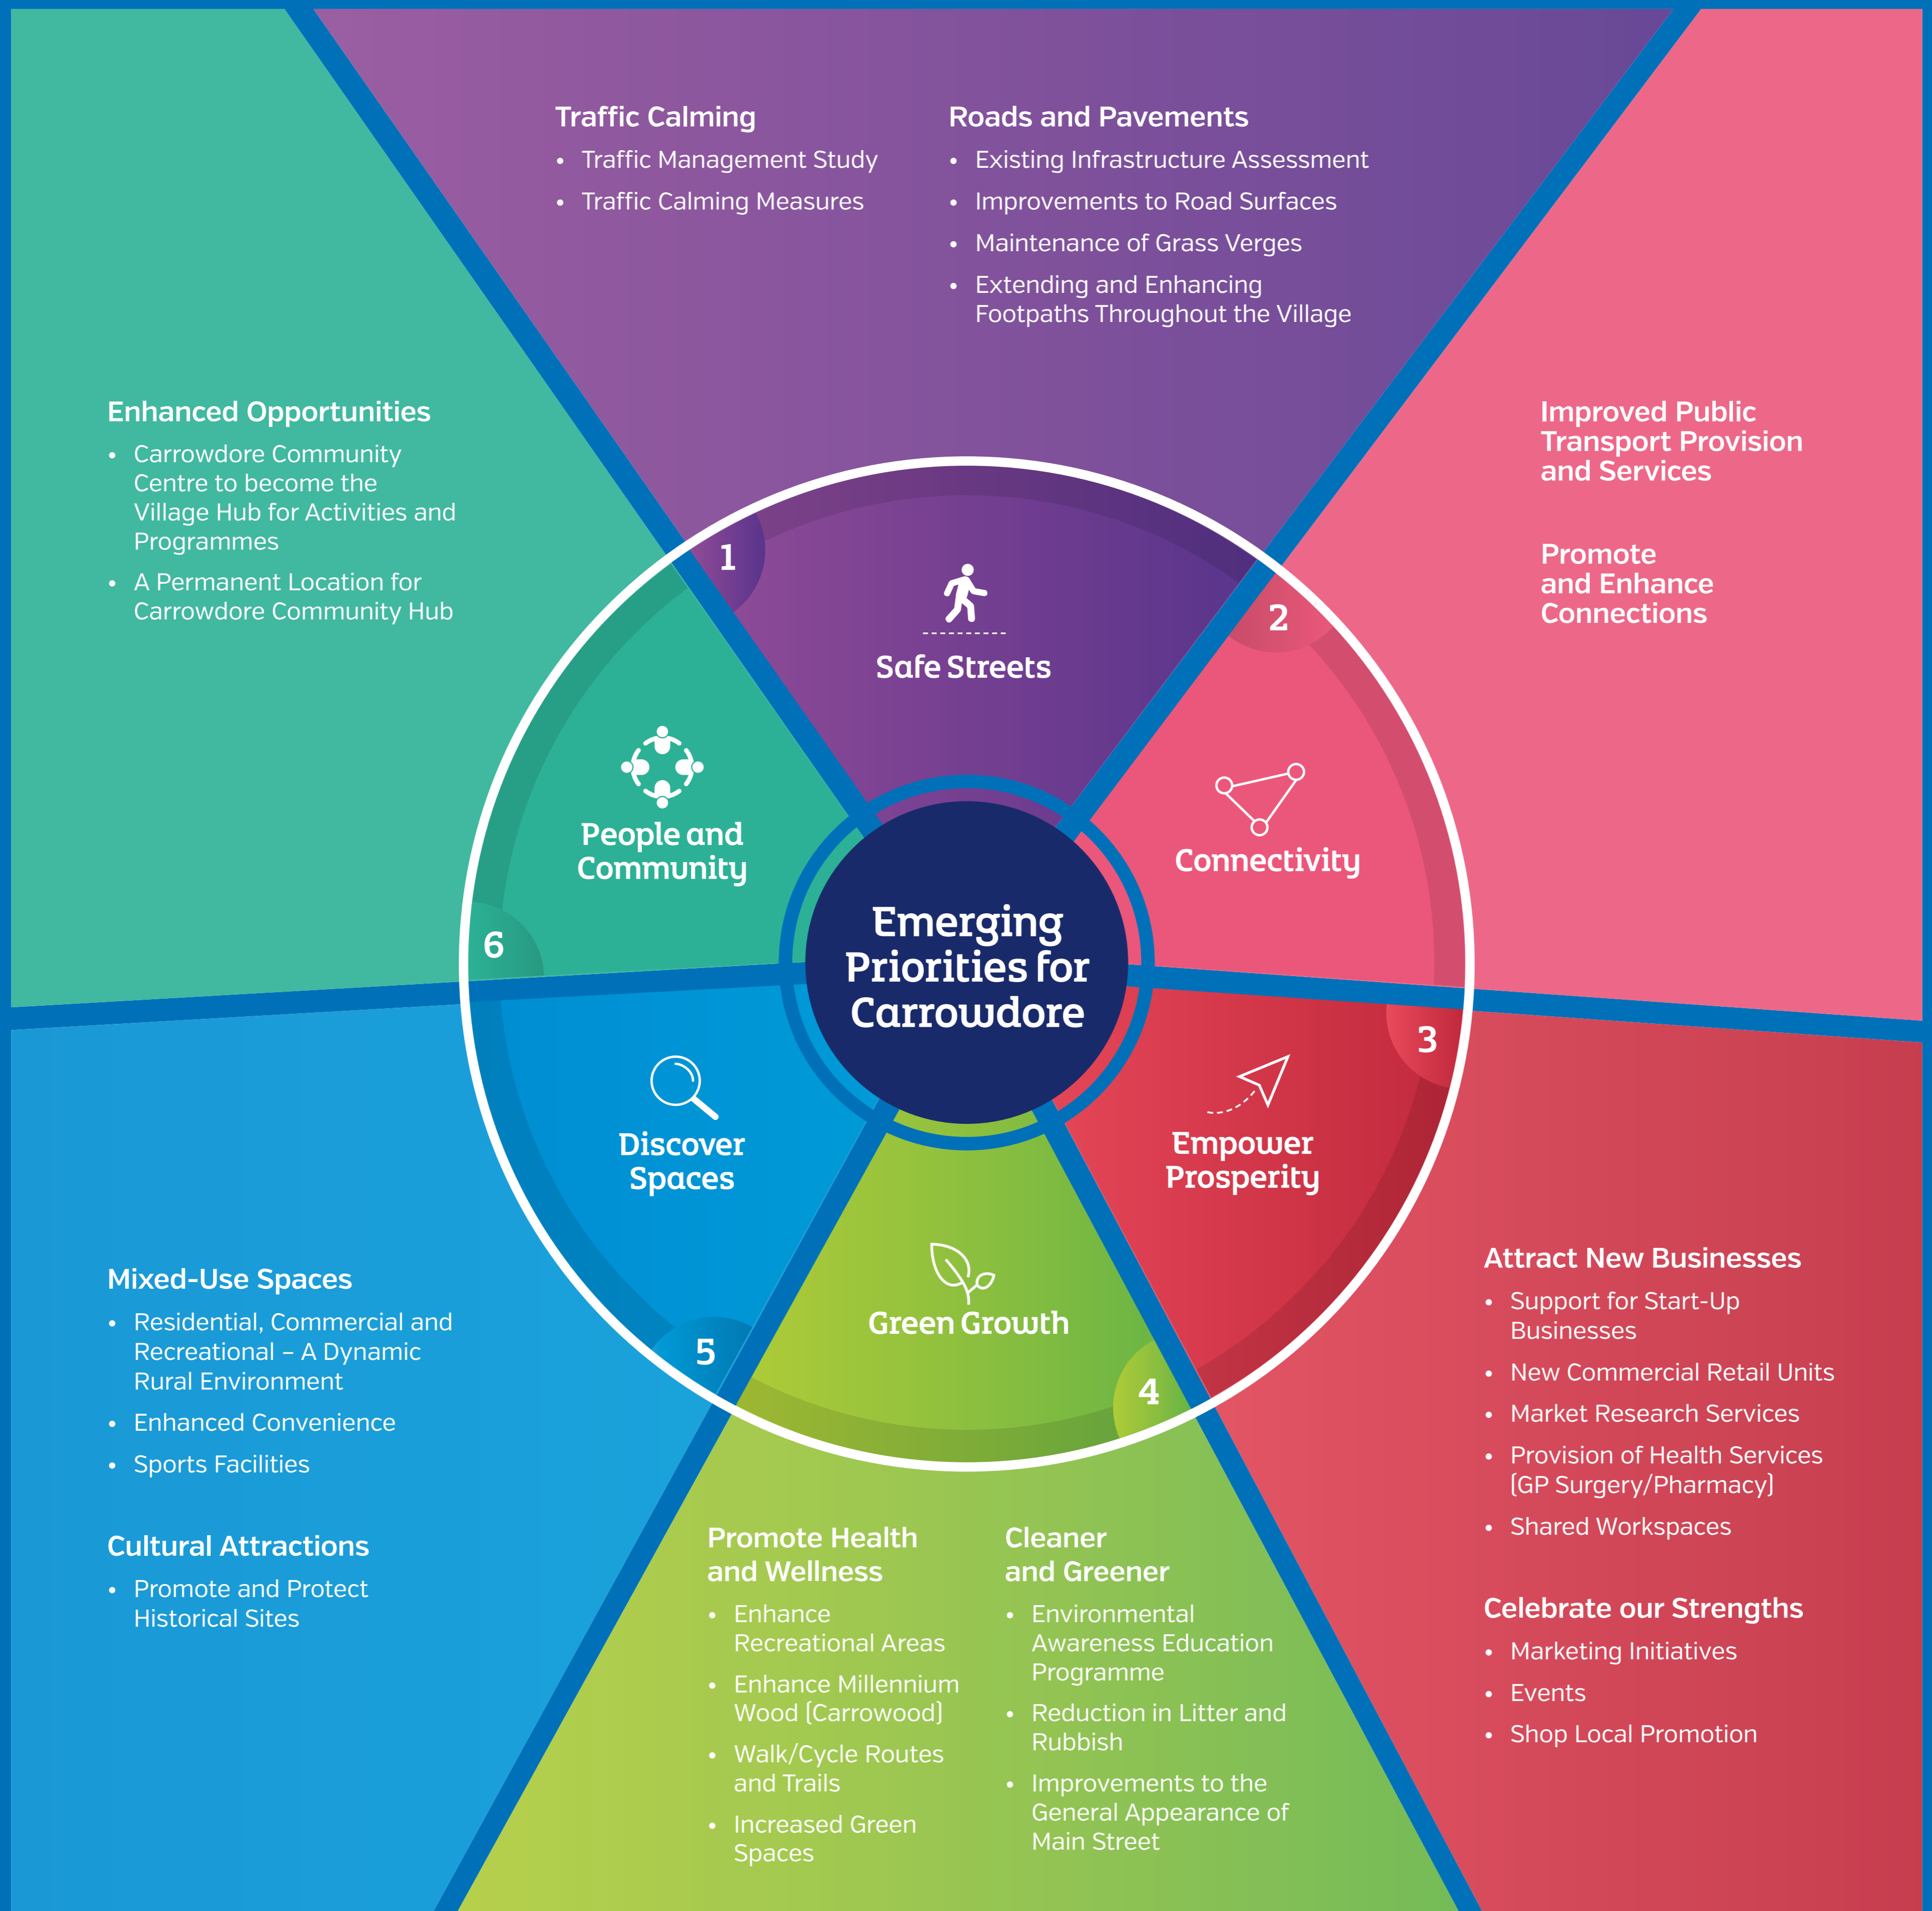 Emerging
Priorities for
Carrowdore
1
Safe Streets
Traffic Calming
• Traffic Management Study
• Traffic Calming Measures
Roads and Pavements
• Existing Infrastructure Assessment
• Improvements to Road Surfaces
• Maintenance of Grass Verges
• Extending and Enhancing
Footpaths Throughout the Village
2
Connectivity
Improved Public
Transport Provision
and Services
Promote
and Enhance
Connections
3
Empower
Prosperity
Attract New Businesses
• Support for Start-Up
Businesses
• New Commercial Retail Units
• Market Research Services
• Provision of Health Services
(GP Surgery/Pharmacy)
• Shared Workspaces
Celebrate our Strengths
• Marketing Initiatives
• Events
• Shop Local Promotion
4
Green Growth
Promote Health
and Wellness
• Enhance
Recreational Areas
• Enhance Millennium
Wood (Carrowood)
• Walk/Cycle Routes
and Trails
• Increased Green
Spaces
Cleaner
and Greener
• Environmental
Awareness Education
Programme
• Reduction in Litter and
Rubbish
• Improvements to the
General Appearance of
Main Street
5
Discover
Spaces
Mixed-Use Spaces
• Residential, Commercial and
Recreational – A Dynamic
Rural Environment
• Enhanced Convenience
• Sports Facilities
Cultural Attractions
• Promote and Protect
Historical Sites
6
People and
Community
Enhanced Opportunities
• Carrowdore Community
Centre to become the
Village Hub for Activities and
Programmes
• A Permanent Location for
Carrowdore Community Hub